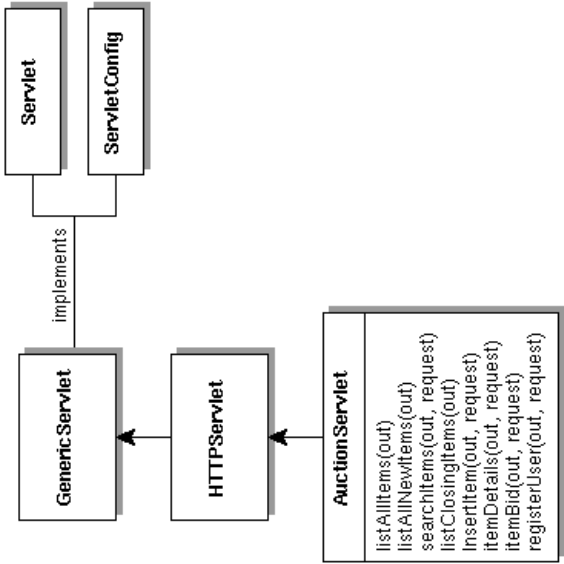 GenericServlet
implements
Servlet
ServletConfig
HTTPServlet
AuctionServlet
listAllItems(out)
listAllNewItems(out)
searchItems(out, request)
listClosingItems(out)
InsertItem(out, request)
itemDetails(out, request)
itemBid(out, request)
registerUser(out, request)